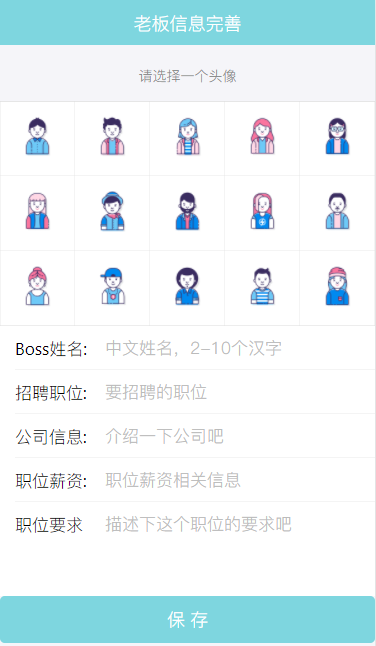 老板信息完善
请选择一个头像
Boss姓名: 中文姓名，2-10个汉字
招聘职位: 要招聘的职位
公司信息: 介绍一下公司吧
职位薪资: 职位薪资相关信息
职位要求 描述下这个职位的要求吧
保 存